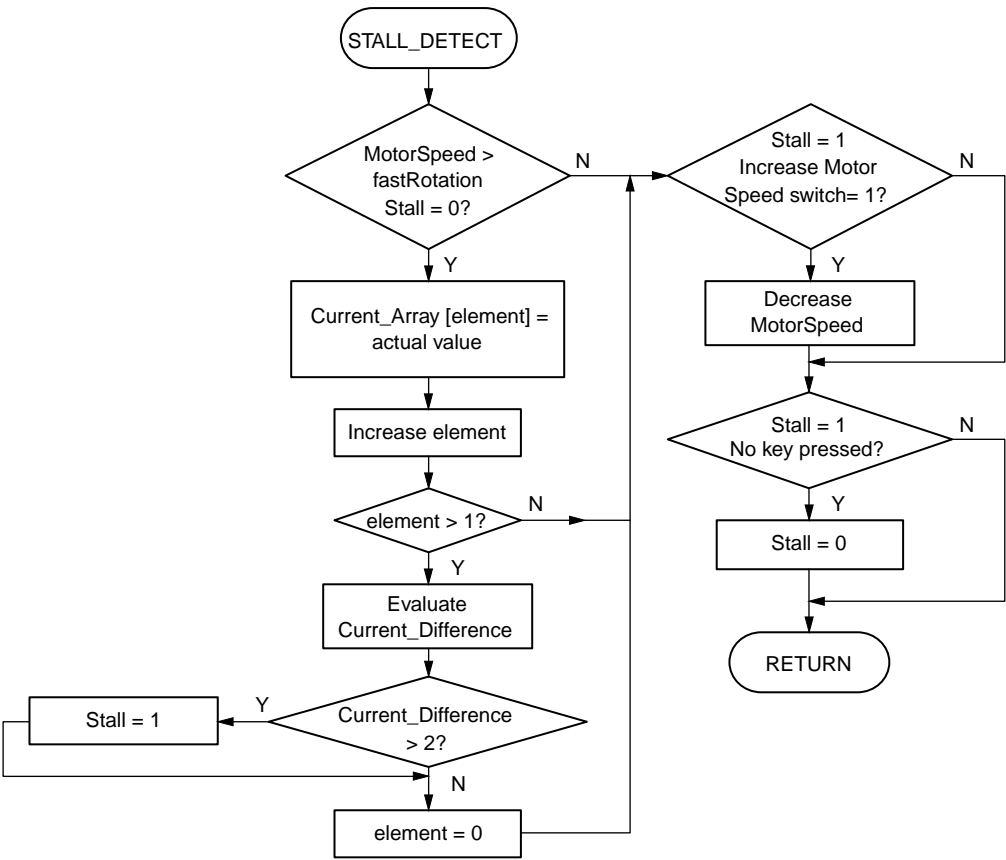 STALL_DETECT
MotorSpeed >
fastRotation
Stall = 0?
N
Y
Current_Array [element] =
actual value
Increase element
element > 1?
N
Y
Evaluate
Current_Difference
Current_Difference
> 2?
Y
Stall = 1
N
element = 0
Stall = 1
Increase Motor
Speed switch= 1?
N
Y
Decrease
MotorSpeed
Stall = 1
No key pressed?
N
Y
Stall = 0
RETURN